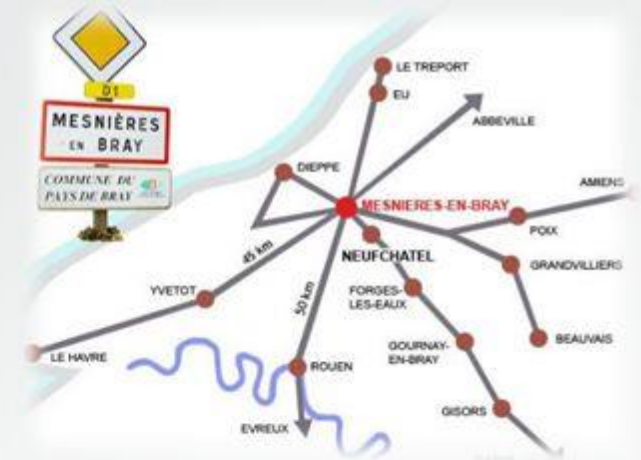 D1
MESNIÈRES
EN BRAY
COMMUNE DU
PAYS DE BRAY
LE TREPORT
EU
ABBEVILLE
DIEPPE
AMIENS
MESNIERES-EN-BRAY
POIX
NEUFCHATEL
GRANDVILLIERS
45 km
YVETOT
50 km
FORGES-
LES-EAUX
BEAUVAIS
LE HAVRE
GOURNAY-
EN-BRAY
ROUEN
GISORS
EVREUX